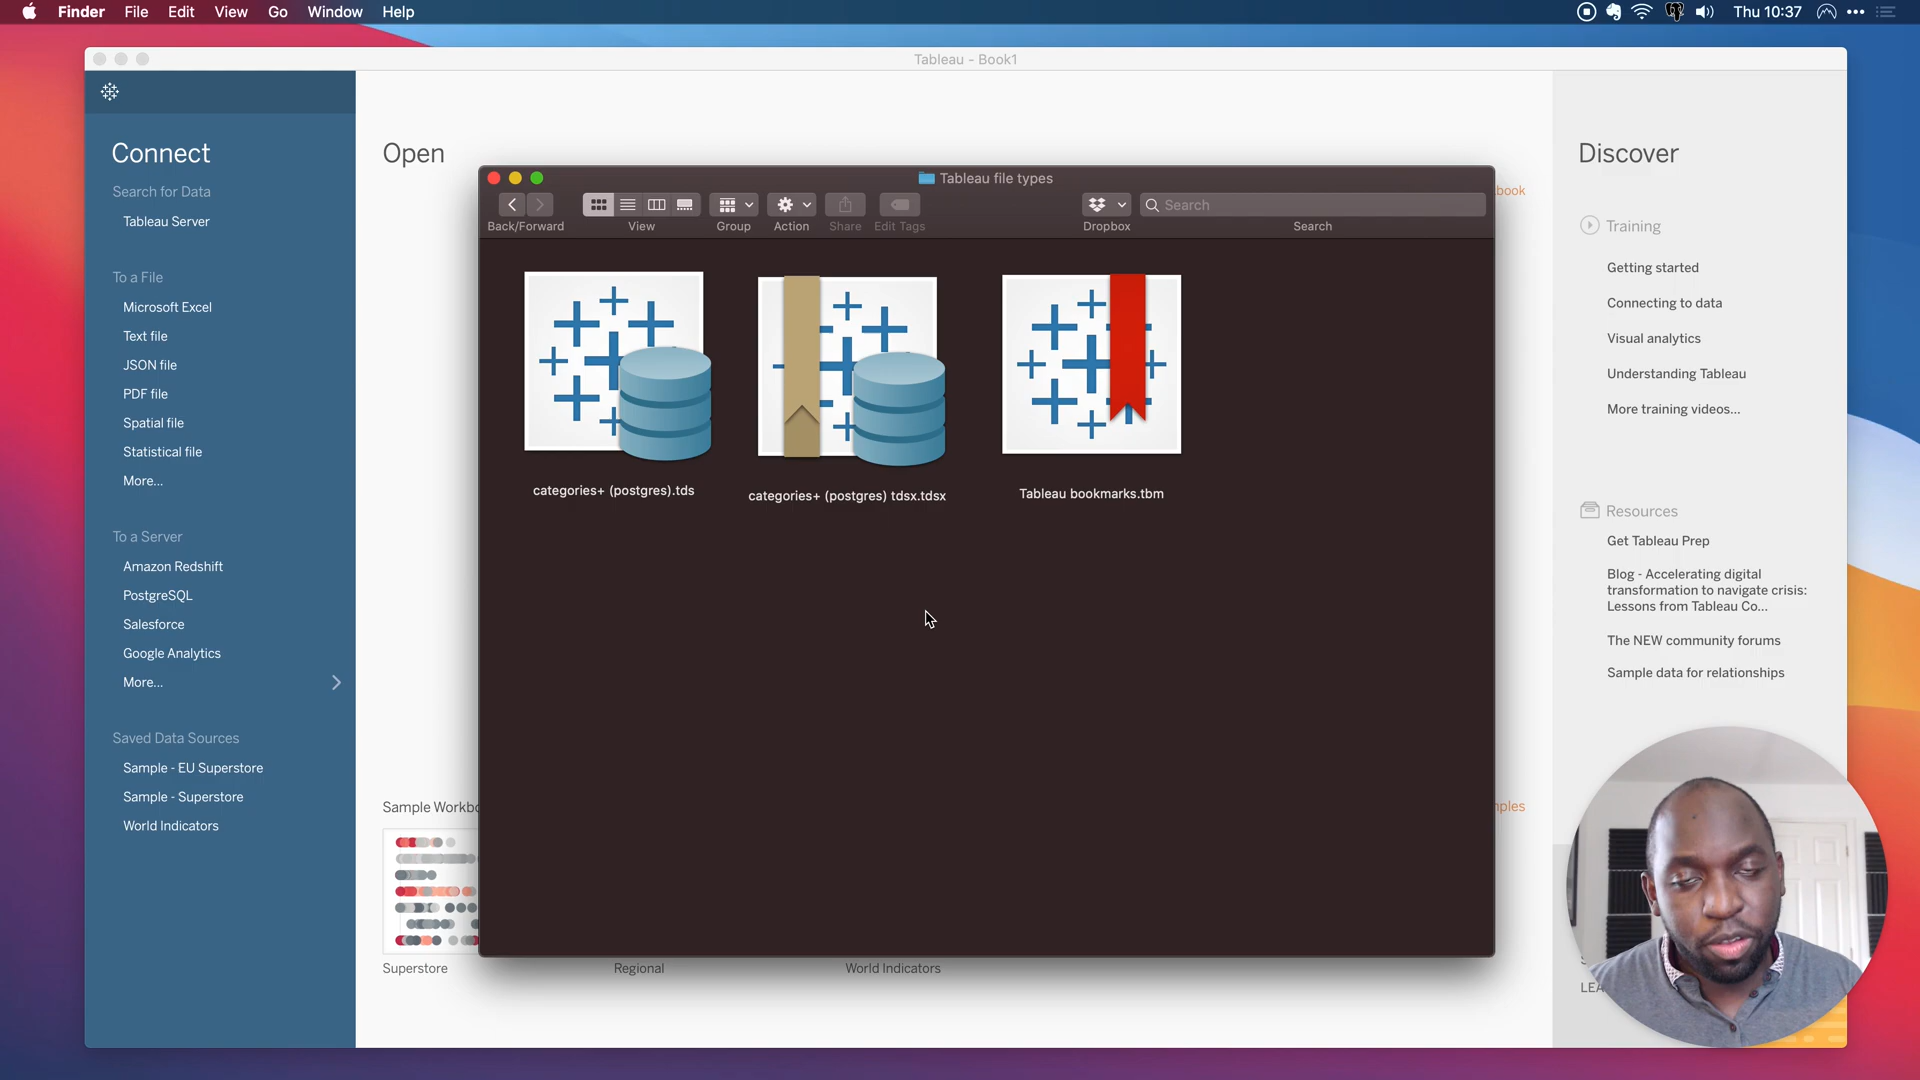 Finder File Edit View Go Window Help
Thu 10:37
Tableau - Book1
Connect
Search for Data
Tableau Server
To a File
Microsoft Excel
Text file
JSON file
PDF file
Spatial file
Statistical file
More...
To a Server
Amazon Redshift
PostgreSQL
Salesforce
Google Analytics
More...
Saved Data Sources
Sample - EU Superstore
Sample - Superstore
World Indicators
Open
Tableau file types
Search
Back/Forward View Group Action Share Edit Tags Dropbox Search
categories+ (postgres).tds
categories+ (postgres) tdsx.tdsx
Tableau bookmarks.tbm
Superstore
Regional
World Indicators
Discover
Training
Getting started
Connecting to data
Visual analytics
Understanding Tableau
More training videos...
Resources
Get Tableau Prep
Blog - Accelerating digital
transformation to navigate crisis:
Lessons from Tableau Co...
The NEW community forums
Sample data for relationships